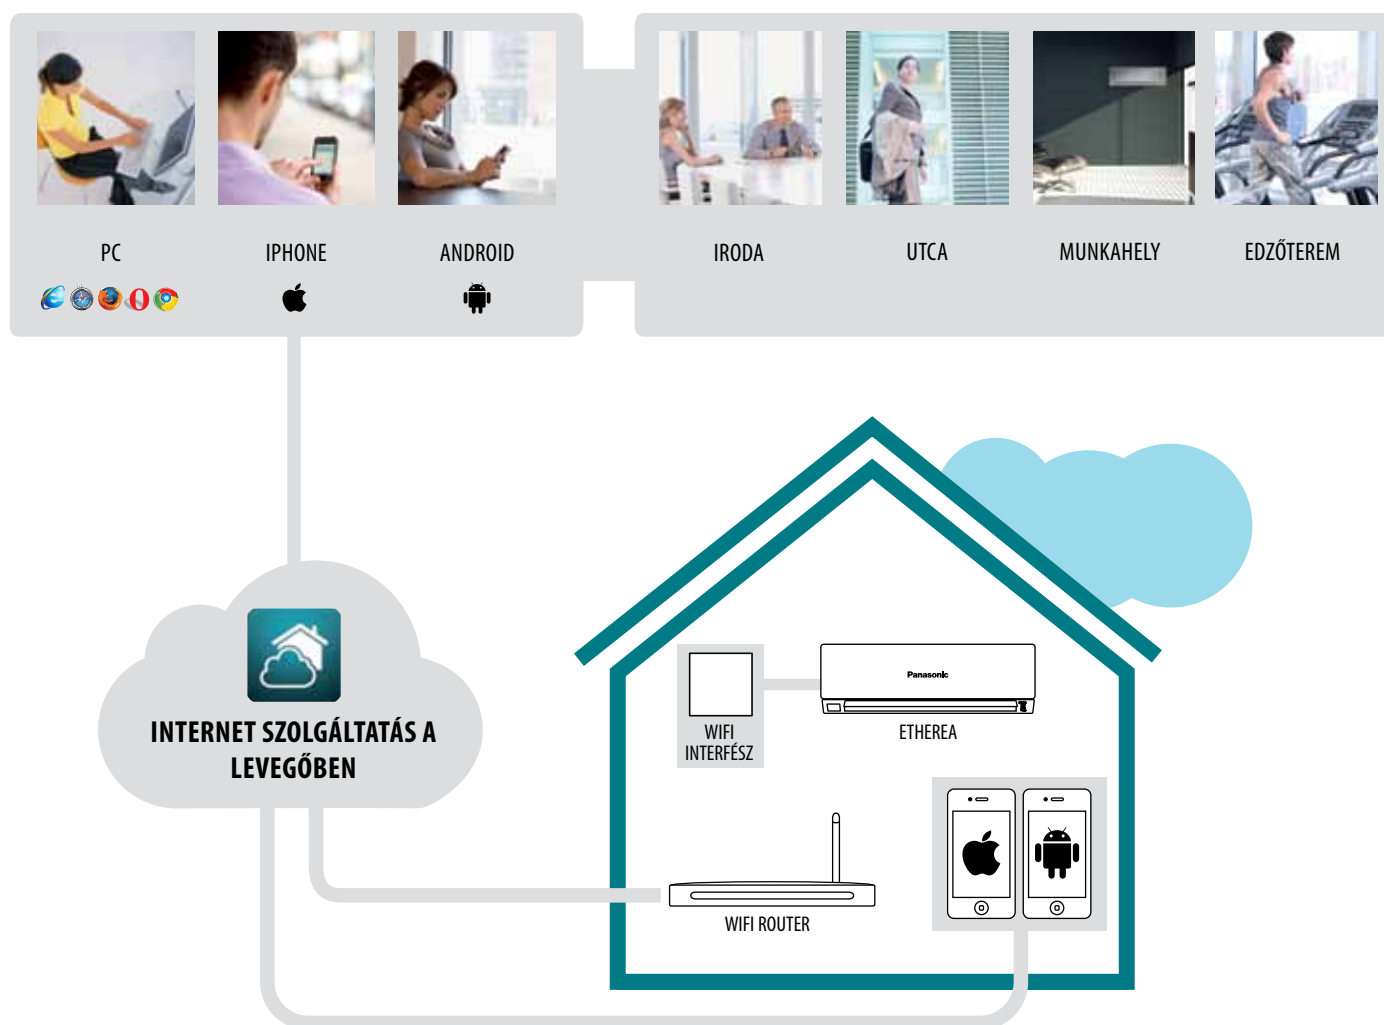 PC
IPHONE
ANDROID
IRODA
UTCA
MUNKAHELY
EDZŐTEREM
INTERNET SZOLGÁLTATÁS A
LEVEGŐBEN
Panasonic
WIFI
INTERFÉSZ
ETHEREA
WIFI ROUTER